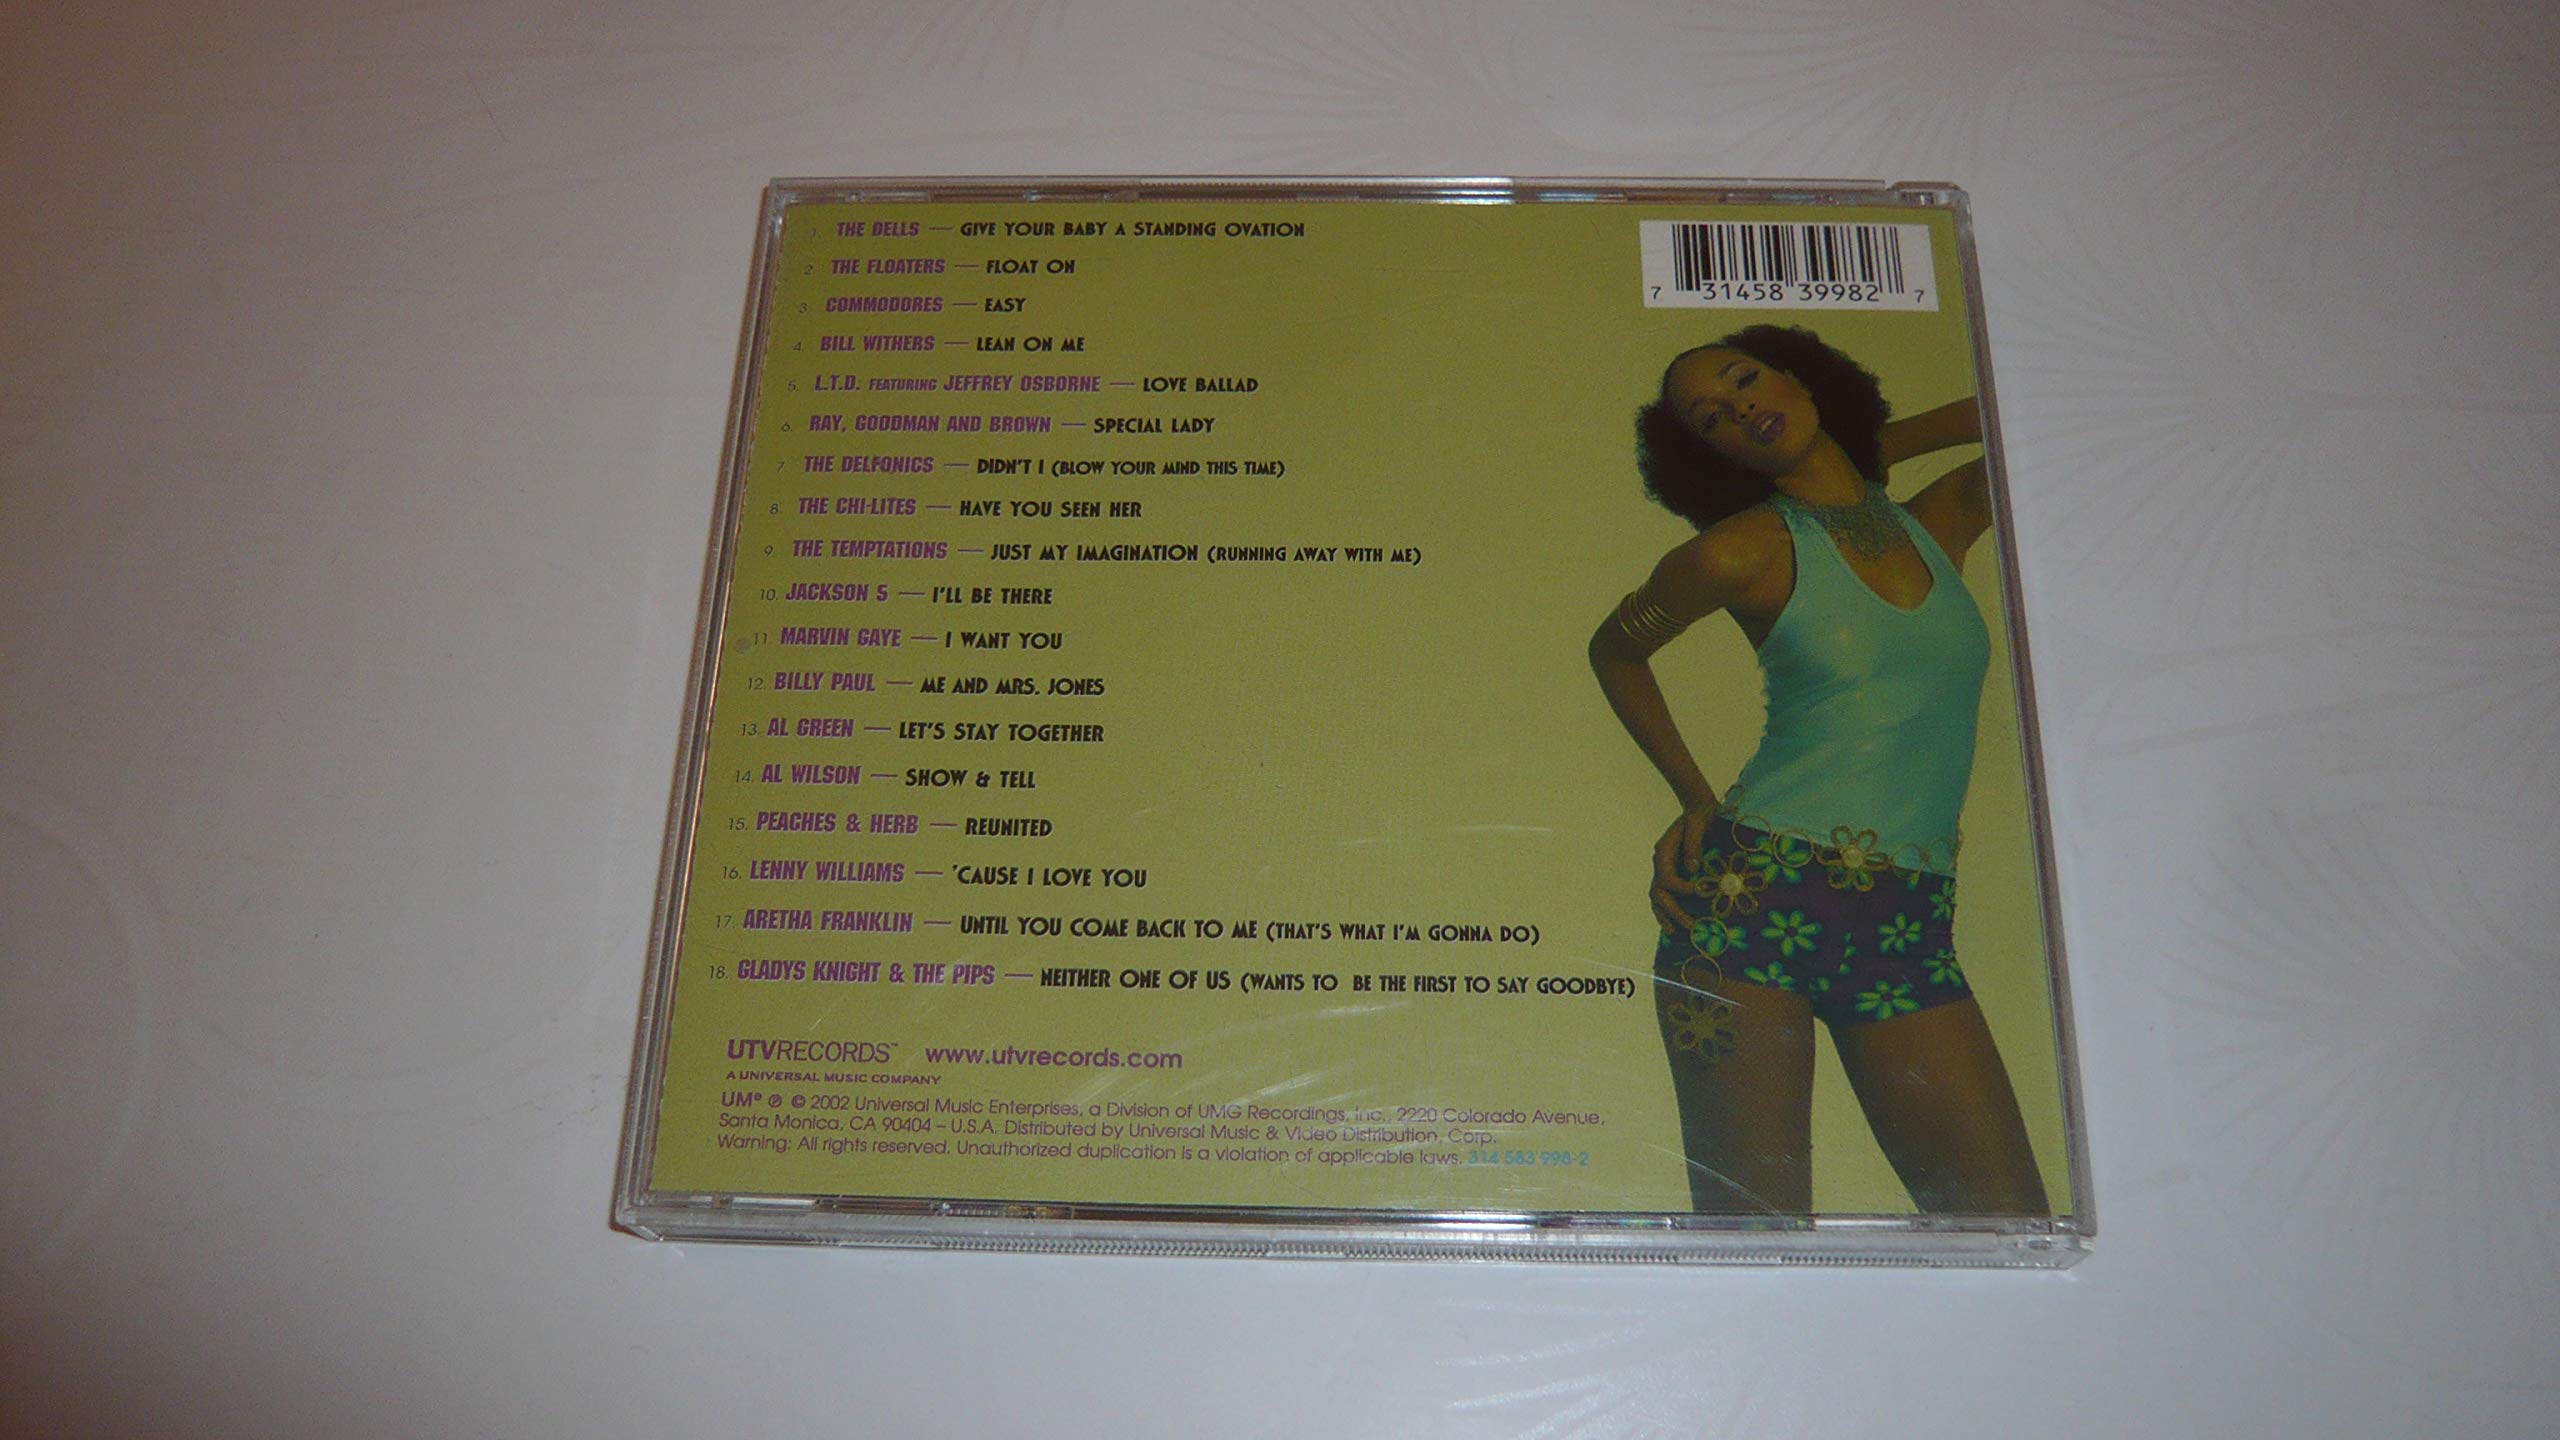 1. THE DELLS — GIVE YOUR BABY A STANDING OVATION
2. THE FLOATERS — FLOAT ON
3. COMMODORES — EASY
4. BILL WITHERS — LEAN ON ME
5. L.T.D. FEATURING JEFFREY OSBORNE — LOVE BALLAD
6. RAY, GOODMAN AND BROWN — SPECIAL LADY
7. THE DELFONICS — DIDN'T I (BLOW YOUR MIND THIS TIME)
8. THE CHI-LITES — HAVE YOU SEEN HER
9. THE TEMPTATIONS — JUST MY IMAGINATION (RUNNING AWAY WITH ME)
10. JACKSON 5 — I'LL BE THERE
11 MARVIN GAYE — I WANT YOU
12. BILLY PAUL — ME AND MRS. JONES
13. AL GREEN — LET'S STAY TOGETHER
14. AL WILSON — SHOW & TELL
15. PEACHES & HERB — REUNITED
16. LENNY WILLIAMS — 'CAUSE I LOVE YOU
17. ARETHA FRANKLIN — UNTIL YOU COME BACK TO ME (THAT'S WHAT I'M GONNA DO)
18. GLADYS KNIGHT & THE PIPS — NEITHER ONE OF US (WANTS TO BE THE FIRST TO SAY GOODBYE)
7 31458 39982 7
UTVRECORDS™ www.utvrecords.com
A UNIVERSAL MUSIC COMPANY
UMe ℗ © 2002 Universal Music Enterprises, a Division of UMG Recordings, Inc., 2220 Colorado Avenue,
Santa Monica, CA 90404 – U.S.A. Distributed by Universal Music & Video Distribution, Corp.
Warning: All rights reserved. Unauthorized duplication is a violation of applicable laws. 314 583 998-2